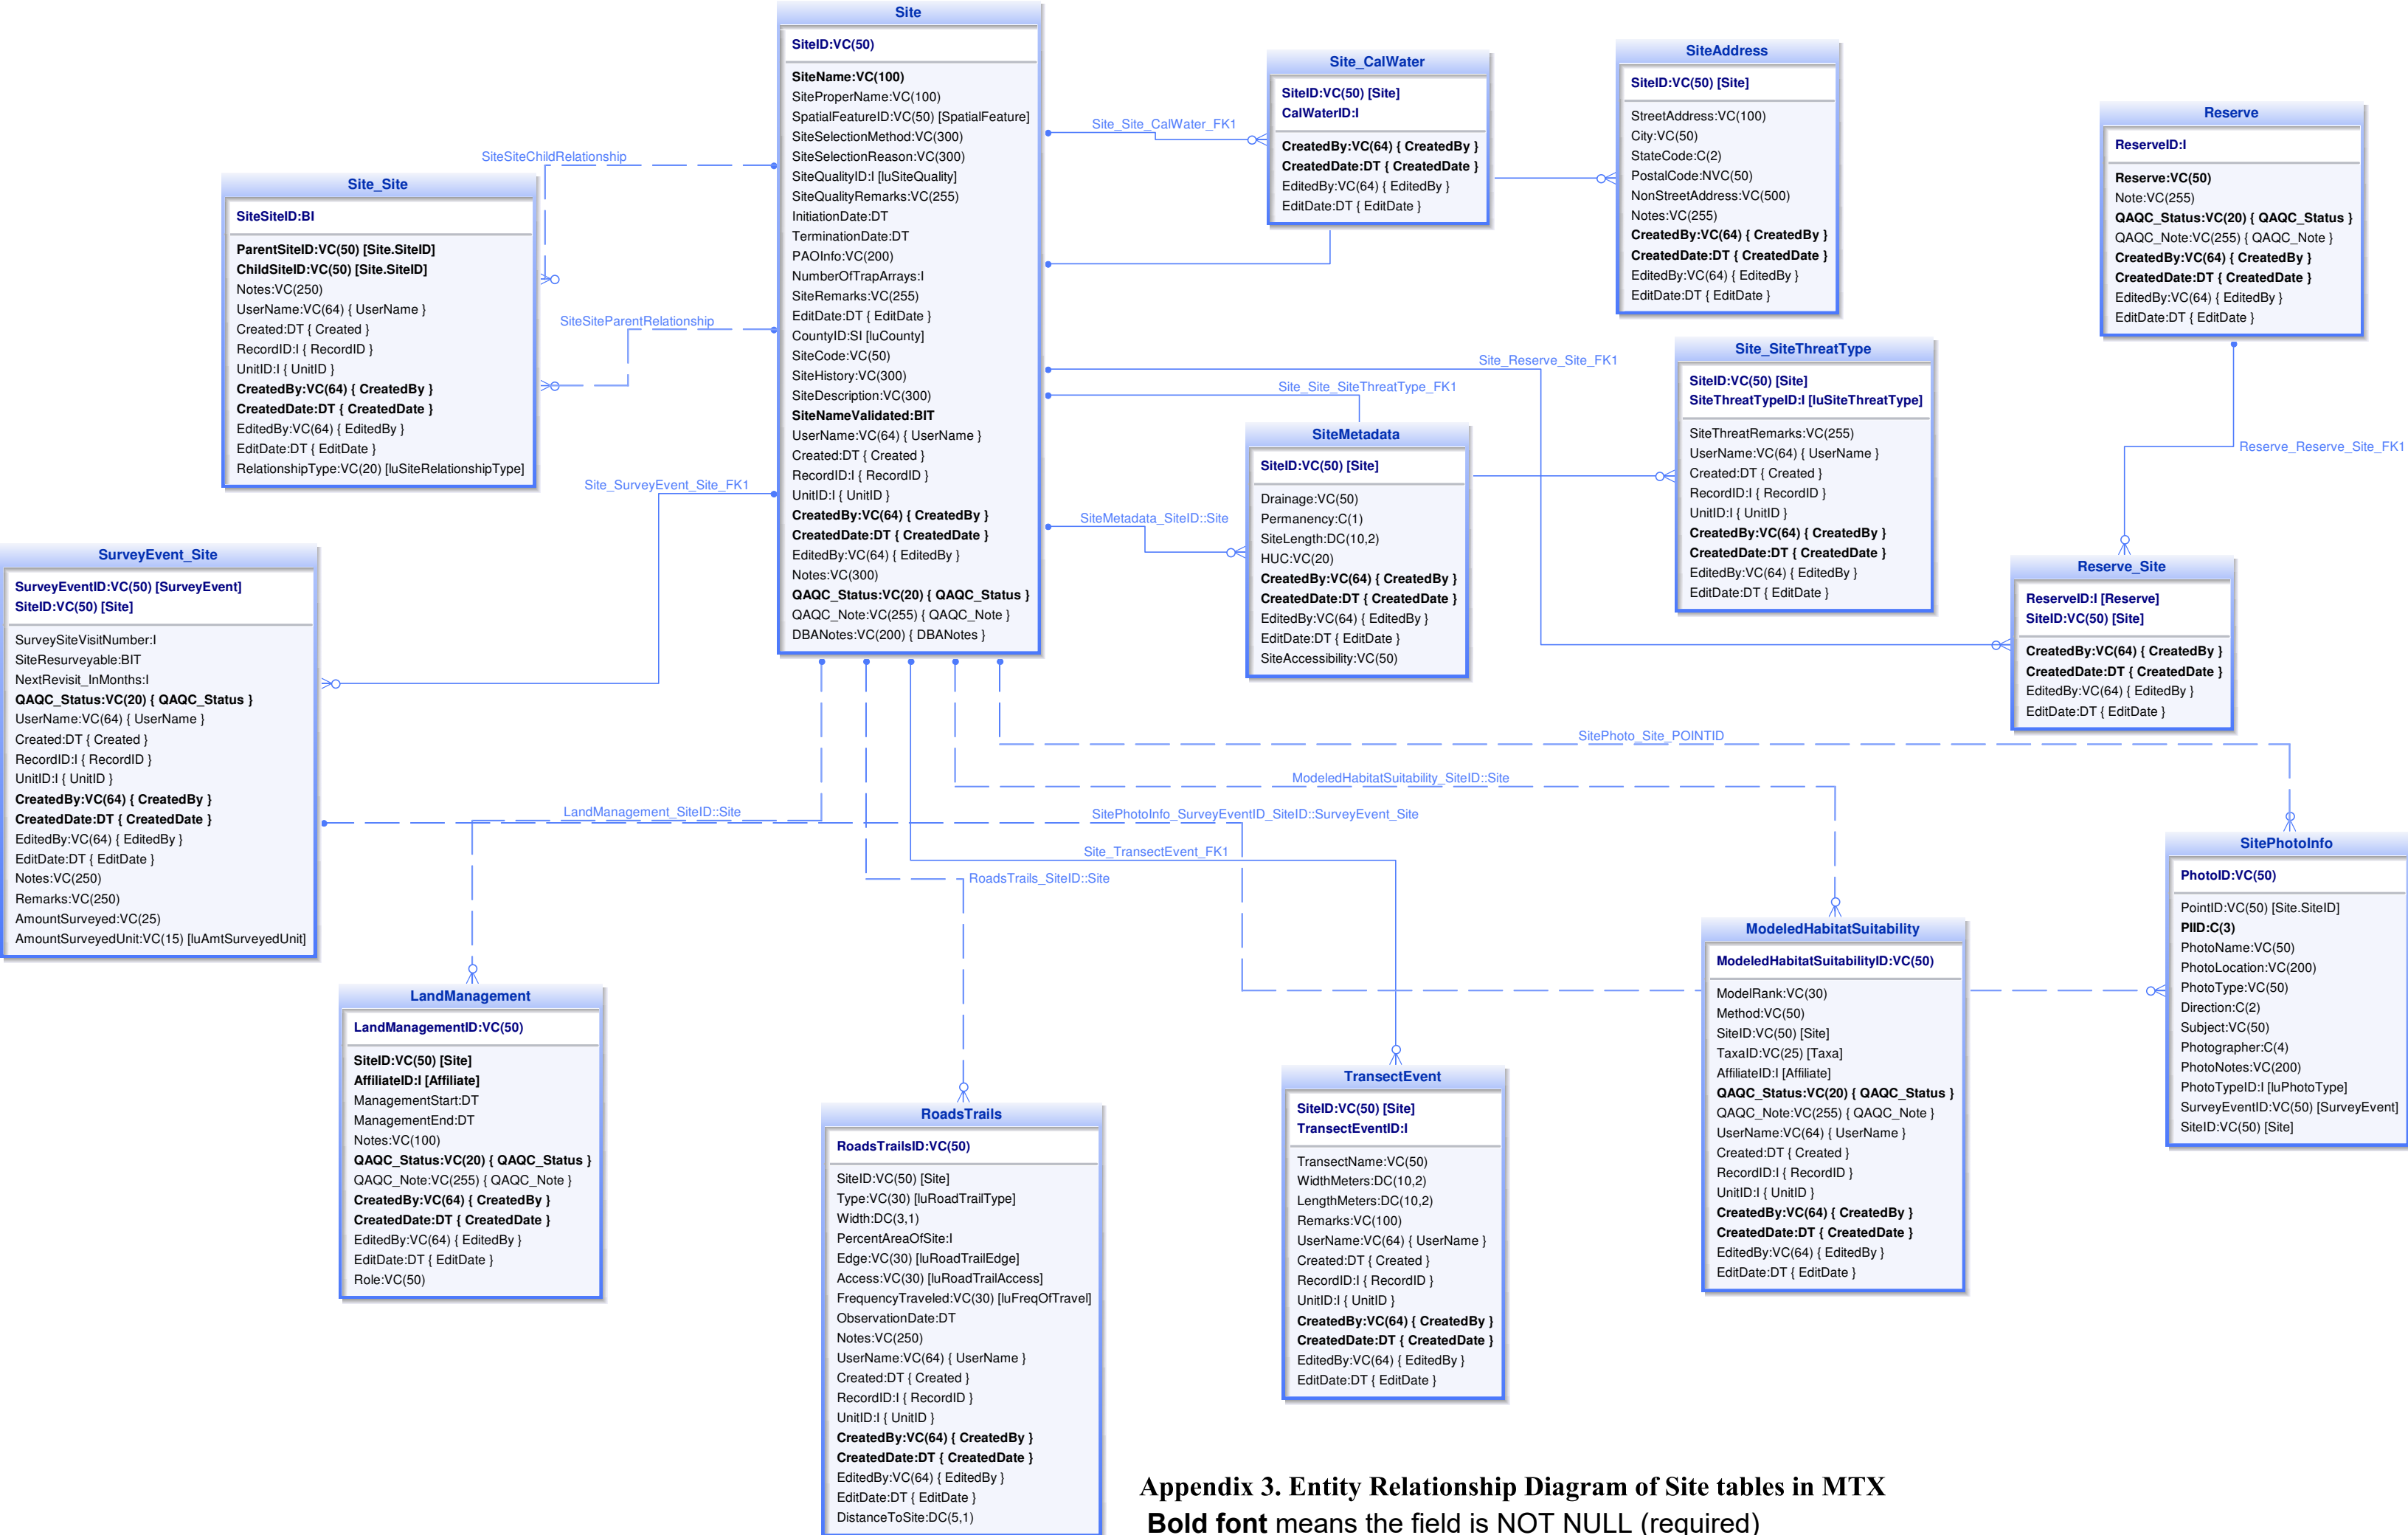 Site
SiteID:VC(50)
SiteName:VC(100)
SiteProperName:VC(100)
SpatialFeatureID:VC(50) [SpatialFeature]
SiteSelectionMethod:VC(300)
SiteSelectionReason:VC(300)
SiteQualityID:I [luSiteQuality]
SiteQualityRemarks:VC(255)
InitiationDate:DT
TerminationDate:DT
PAOInfo:VC(200)
NumberOfTrapArrays:I
SiteRemarks:VC(255)
EditDate:DT { EditDate }
CountyID:SI [luCounty]
SiteCode:VC(50)
SiteHistory:VC(300)
SiteDescription:VC(300)
SiteNameValidated:BIT
UserName:VC(64) { UserName }
Created:DT { Created }
RecordID:I { RecordID }
UnitID:I { UnitID }
CreatedBy:VC(64) { CreatedBy }
CreatedDate:DT { CreatedDate }
EditedBy:VC(64) { EditedBy }
Notes:VC(300)
QAQC_Status:VC(20) { QAQC_Status }
QAQC_Note:VC(255) { QAQC_Note }
DBANotes:VC(200) { DBANotes }
Site_CalWater
SiteID:VC(50) [Site]
CalWaterID:I
CreatedBy:VC(64) { CreatedBy }
CreatedDate:DT { CreatedDate }
EditedBy:VC(64) { EditedBy }
EditDate:DT { EditDate }
SiteAddress
SiteID:VC(50) [Site]
StreetAddress:VC(100)
City:VC(50)
StateCode:C(2)
PostalCode:NVC(50)
NonStreetAddress:VC(500)
Notes:VC(255)
CreatedBy:VC(64) { CreatedBy }
CreatedDate:DT { CreatedDate }
EditedBy:VC(64) { EditedBy }
EditDate:DT { EditDate }
Reserve
ReserveID:I
Reserve:VC(50)
Note:VC(255)
QAQC_Status:VC(20) { QAQC_Status }
QAQC_Note:VC(255) { QAQC_Note }
CreatedBy:VC(64) { CreatedBy }
CreatedDate:DT { CreatedDate }
EditedBy:VC(64) { EditedBy }
EditDate:DT { EditDate }
Site_Site_CalWater_FK1
SiteSiteChildRelationship
Site_Site
SiteSiteID:BI
ParentSiteID:VC(50) [Site.SiteID]
ChildSiteID:VC(50) [Site.SiteID]
Notes:VC(250)
UserName:VC(64) { UserName }
Created:DT { Created }
RecordID:I { RecordID }
UnitID:I { UnitID }
CreatedBy:VC(64) { CreatedBy }
CreatedDate:DT { CreatedDate }
EditedBy:VC(64) { EditedBy }
EditDate:DT { EditDate }
RelationshipType:VC(20) [luSiteRelationshipType]
SiteSiteParentRelationship
Site_Reserve_Site_FK1
Site_Site_SiteThreatType_FK1
Site_SiteThreatType
SiteID:VC(50) [Site]
SiteThreatTypeID:I [luSiteThreatType]
SiteThreatRemarks:VC(255)
UserName:VC(64) { UserName }
Created:DT { Created }
RecordID:I { RecordID }
UnitID:I { UnitID }
CreatedBy:VC(64) { CreatedBy }
CreatedDate:DT { CreatedDate }
EditedBy:VC(64) { EditedBy }
EditDate:DT { EditDate }
SiteMetadata
SiteID:VC(50) [Site]
Drainage:VC(50)
Permanency:C(1)
SiteLength:DC(10,2)
HUC:VC(20)
CreatedBy:VC(64) { CreatedBy }
CreatedDate:DT { CreatedDate }
EditedBy:VC(64) { EditedBy }
EditDate:DT { EditDate }
SiteAccessibility:VC(50)
Reserve_Reserve_Site_FK1
Site_SurveyEvent_Site_FK1
SiteMetadata_SiteID::Site
Reserve_Site
ReserveID:I [Reserve]
SiteID:VC(50) [Site]
CreatedBy:VC(64) { CreatedBy }
CreatedDate:DT { CreatedDate }
EditedBy:VC(64) { EditedBy }
EditDate:DT { EditDate }
SurveyEvent_Site
SurveyEventID:VC(50) [SurveyEvent]
SiteID:VC(50) [Site]
SurveySiteVisitNumber:I
SiteResurveyable:BIT
NextRevisit_InMonths:I
QAQC_Status:VC(20) { QAQC_Status }
UserName:VC(64) { UserName }
Created:DT { Created }
RecordID:I { RecordID }
UnitID:I { UnitID }
CreatedBy:VC(64) { CreatedBy }
CreatedDate:DT { CreatedDate }
EditedBy:VC(64) { EditedBy }
EditDate:DT { EditDate }
Notes:VC(250)
Remarks:VC(250)
AmountSurveyed:VC(25)
AmountSurveyedUnit:VC(15) [luAmtSurveyedUnit]
SitePhoto_Site_POINTID
ModeledHabitatSuitability_SiteID::Site
LandManagement_SiteID::Site
SitePhotoInfo_SurveyEventID_SiteID::SurveyEvent_Site
Site_TransectEvent_FK1
RoadsTrails_SiteID::Site
SitePhotoInfo
PhotoID:VC(50)
PointID:VC(50) [Site.SiteID]
PIID:C(3)
PhotoName:VC(50)
PhotoLocation:VC(200)
PhotoType:VC(50)
Direction:C(2)
Subject:VC(50)
Photographer:C(4)
PhotoNotes:VC(200)
PhotoTypeID:I [luPhotoType]
SurveyEventID:VC(50) [SurveyEvent]
SiteID:VC(50) [Site]
ModeledHabitatSuitability
ModeledHabitatSuitabilityID:VC(50)
ModelRank:VC(30)
Method:VC(50)
SiteID:VC(50) [Site]
TaxaID:VC(25) [Taxa]
AffiliateID:I [Affiliate]
QAQC_Status:VC(20) { QAQC_Status }
QAQC_Note:VC(255) { QAQC_Note }
UserName:VC(64) { UserName }
Created:DT { Created }
RecordID:I { RecordID }
UnitID:I { UnitID }
CreatedBy:VC(64) { CreatedBy }
CreatedDate:DT { CreatedDate }
EditedBy:VC(64) { EditedBy }
EditDate:DT { EditDate }
LandManagement
LandManagementID:VC(50)
SiteID:VC(50) [Site]
AffiliateID:I [Affiliate]
ManagementStart:DT
ManagementEnd:DT
Notes:VC(100)
QAQC_Status:VC(20) { QAQC_Status }
QAQC_Note:VC(255) { QAQC_Note }
CreatedBy:VC(64) { CreatedBy }
CreatedDate:DT { CreatedDate }
EditedBy:VC(64) { EditedBy }
EditDate:DT { EditDate }
Role:VC(50)
TransectEvent
SiteID:VC(50) [Site]
TransectEventID:I
TransectName:VC(50)
WidthMeters:DC(10,2)
LengthMeters:DC(10,2)
Remarks:VC(100)
UserName:VC(64) { UserName }
Created:DT { Created }
RecordID:I { RecordID }
UnitID:I { UnitID }
CreatedBy:VC(64) { CreatedBy }
CreatedDate:DT { CreatedDate }
EditedBy:VC(64) { EditedBy }
EditDate:DT { EditDate }
RoadsTrails
RoadsTrailsID:VC(50)
SiteID:VC(50) [Site]
Type:VC(30) [luRoadTrailType]
Width:DC(3,1)
PercentAreaOfSite:I
Edge:VC(30) [luRoadTrailEdge]
Access:VC(30) [luRoadTrailAccess]
FrequencyTraveled:VC(30) [luFreqOfTravel]
ObservationDate:DT
Notes:VC(250)
UserName:VC(64) { UserName }
Created:DT { Created }
RecordID:I { RecordID }
UnitID:I { UnitID }
CreatedBy:VC(64) { CreatedBy }
CreatedDate:DT { CreatedDate }
EditedBy:VC(64) { EditedBy }
EditDate:DT { EditDate }
DistanceToSite:DC(5,1)
Appendix 3. Entity Relationship Diagram of Site tables in MTX
Bold font means the field is NOT NULL (required)